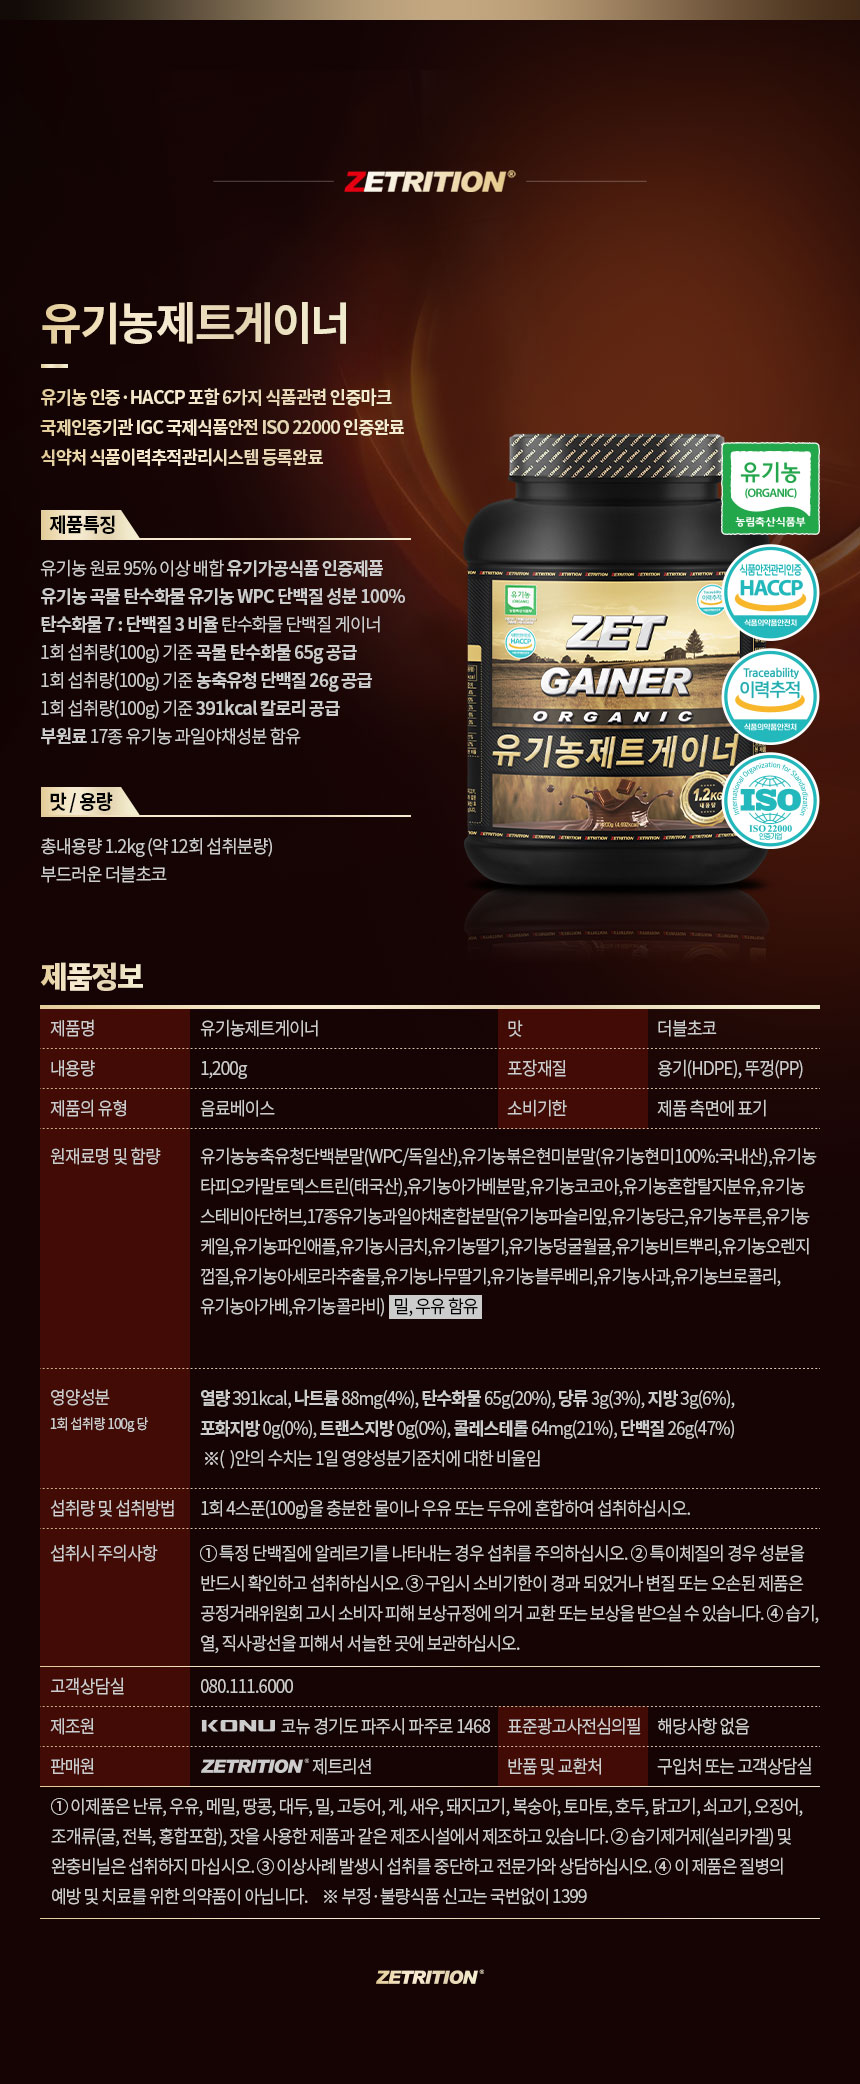 ZETRITION®
유기농제트게이너
유기농 인증·HACCP 포함 6가지 식품관련 인증마크
국제인증기관 IGC 국제식품안전 ISO 22000 인증완료
식약처 식품이력추적관리시스템 등록완료
제품특징
유기농 원료 95% 이상 배합 유기가공식품 인증제품
유기농 곡물 탄수화물 유기농 WPC 단백질 성분 100%
탄수화물 7 : 단백질 3 비율 탄수화물 단백질 게이너
1회 섭취량(100g) 기준 곡물 탄수화물 65g 공급
1회 섭취량(100g) 기준 농축유청 단백질 26g 공급
1회 섭취량(100g) 기준 391kcal 칼로리 공급
부원료 17종 유기농 과일야채성분 함유
맛 / 용량
총내용량 1.2kg (약 12회 섭취분량)
부드러운 더블초코
유기농
(ORGANIC)
농림축산식품부
식품안전관리인증
HACCP
식품의약품안전처
Traceability
이력추적
식품의약품안전처
International Organization for Standardization
ISO
ISO 22000
인증기업
유기농
HACCP
이력추적
ZET
GAINER
ORGANIC
유기농제트게이너
1.2KG
제품정보
제품명 유기농제트게이너 맛 더블초코
내용량 1,200g 포장재질 용기(HDPE), 뚜껑(PP)
제품의 유형 음료베이스 소비기한 제품 측면에 표기
원재료명 및 함량 유기농농축유청단백분말(WPC/독일산),유기농볶은현미분말(유기농현미100%:국내산),유기농
타피오카말토덱스트린(태국산),유기농아가베분말,유기농코코아,유기농혼합탈지분유,유기농
스테비아단허브,17종유기농과일야채혼합분말(유기농파슬리잎,유기농당근,유기농푸룬,유기농
케일,유기농파인애플,유기농시금치,유기농딸기,유기농덩굴월귤,유기농비트뿌리,유기농오렌지
껍질,유기농아세로라추출물,유기농나무딸기,유기농블루베리,유기농사과,유기농브로콜리,
유기농아가베,유기농콜라비) 밀, 우유 함유
영양성분 열량 391kcal, 나트륨 88mg(4%), 탄수화물 65g(20%), 당류 3g(3%), 지방 3g(6%),
1회 섭취량 100g 당 포화지방 0g(0%), 트랜스지방 0g(0%), 콜레스테롤 64mg(21%), 단백질 26g(47%)
※( )안의 수치는 1일 영양성분기준치에 대한 비율임
섭취량 및 섭취방법 1회 4스푼(100g)을 충분한 물이나 우유 또는 두유에 혼합하여 섭취하십시오.
섭취시 주의사항 ① 특정 단백질에 알레르기를 나타내는 경우 섭취를 주의하십시오. ② 특이체질의 경우 성분을
반드시 확인하고 섭취하십시오. ③ 구입시 소비기한이 경과 되었거나 변질 또는 오손된 제품은
공정거래위원회 고시 소비자 피해 보상규정에 의거 교환 또는 보상을 받으실 수 있습니다. ④ 습기,
열, 직사광선을 피해서 서늘한 곳에 보관하십시오.
고객상담실 080.111.6000
제조원 KONU 코뉴 경기도 파주시 파주로 1468 표준광고사전심의필 해당사항 없음
판매원 ZETRITION® 제트리션 반품 및 교환처 구입처 또는 고객상담실
① 이제품은 난류, 우유, 메밀, 땅콩, 대두, 밀, 고등어, 게, 새우, 돼지고기, 복숭아, 토마토, 호두, 닭고기, 쇠고기, 오징어,
조개류(굴, 전복, 홍합포함), 잣을 사용한 제품과 같은 제조시설에서 제조하고 있습니다. ② 습기제거제(실리카겔) 및
완충비닐은 섭취하지 마십시오. ③ 이상사례 발생시 섭취를 중단하고 전문가와 상담하십시오. ④ 이 제품은 질병의
예방 및 치료를 위한 의약품이 아닙니다. ※ 부정·불량식품 신고는 국번없이 1399
ZETRITION®